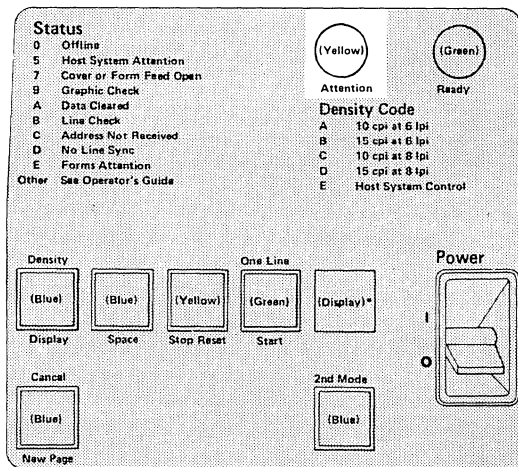 Status
0 Offline
5 Host System Attention
7 Cover or Form Feed Open
9 Graphic Check
A Data Cleared
B Line Check
C Address Not Received
D No Line Sync
E Forms Attention
Other See Operator's Guide
(Yellow)
Attention
(Green)
Ready
Density Code
A 10 cpi at 6 lpi
B 15 cpi at 6 lpi
C 10 cpi at 8 lpi
D 15 cpi at 8 lpi
E Host System Control
Density
(Blue)
Display
(Blue)
Space
(Yellow)
Stop Reset
One Line
(Green)
Start
(Display)*
Power
I
O
Cancel
(Blue)
New Page
2nd Mode
(Blue)